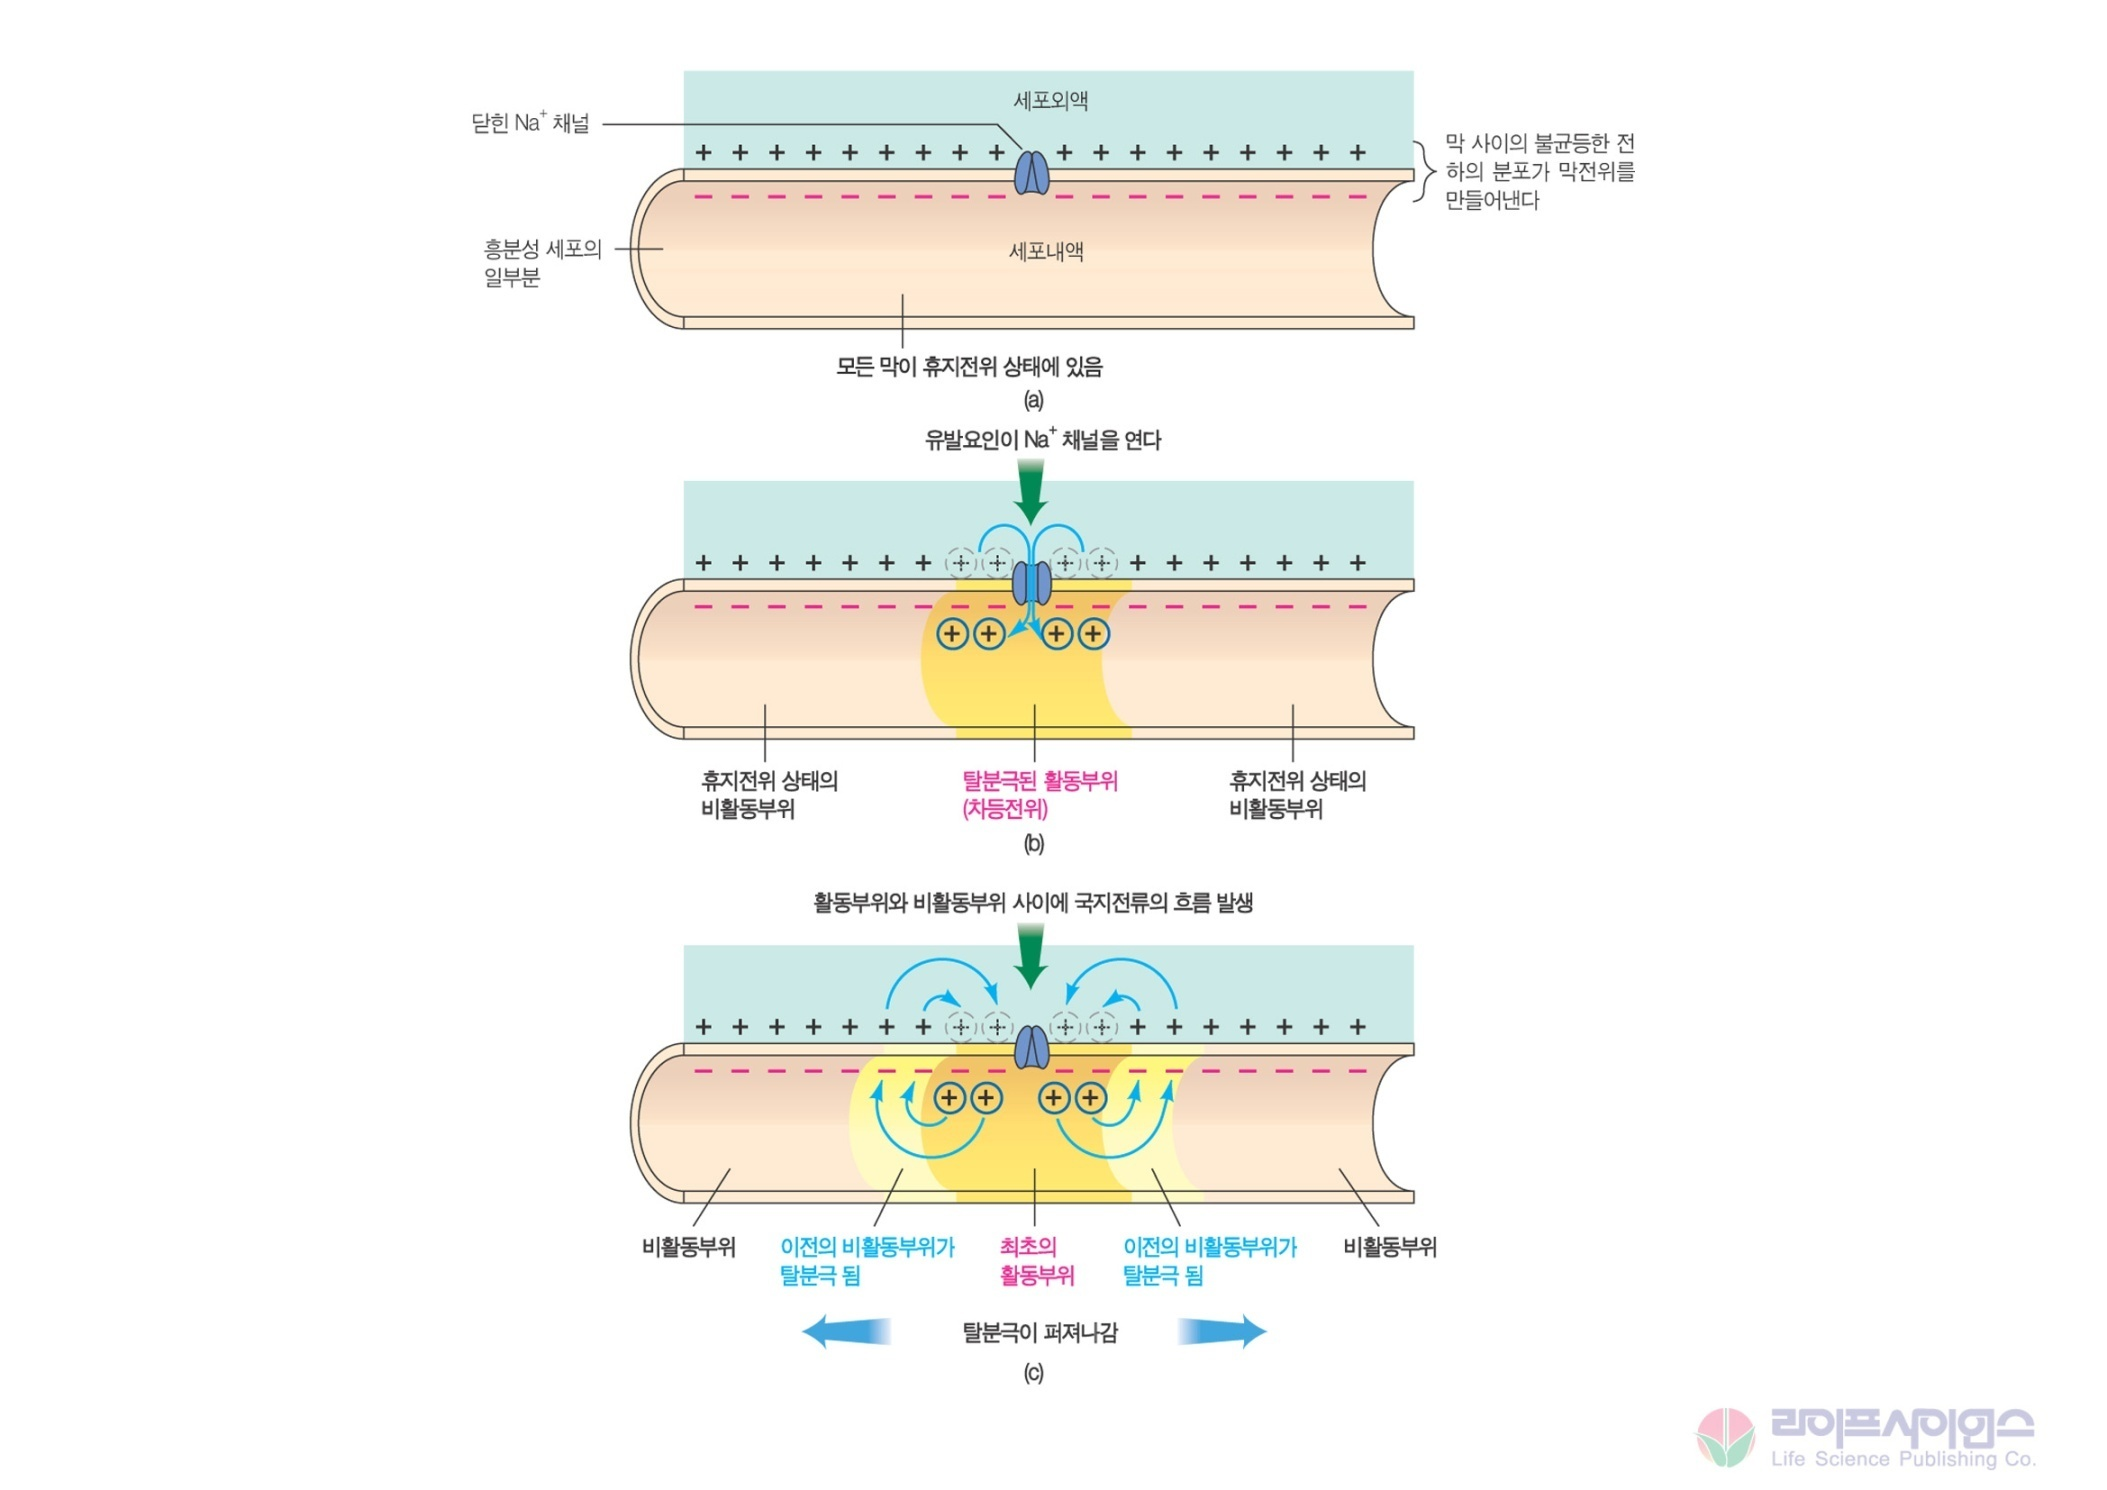 세포외액
닫힌 Na⁺ 채널
+ + + + + + + + + + + + + + + + + +
막 사이의 불균등한 전
하의 분포가 막전위를
만들어낸다
− − − − − − − − − − − − − − − − − −
흥분성 세포의
일부분
세포내액
모든 막이 휴지전위 상태에 있음
(a)
유발요인이 Na⁺ 채널을 연다
+ + + + + + + + + + + + + + + + + +
− − − − − − − − − − − − − − − − − −
+ + + +
휴지전위 상태의
비활동부위
탈분극된 활동부위
(차등전위)
휴지전위 상태의
비활동부위
(b)
활동부위와 비활동부위 사이에 국지전류의 흐름 발생
+ + + + + + + + + + + + + + + + + +
− − − − − − − − − − − − − − − − − −
+ + + +
비활동부위
이전의 비활동부위가
탈분극 됨
최초의
활동부위
이전의 비활동부위가
탈분극 됨
비활동부위
탈분극이 퍼져나감
(c)
라이프사이언스
Life Science Publishing Co.